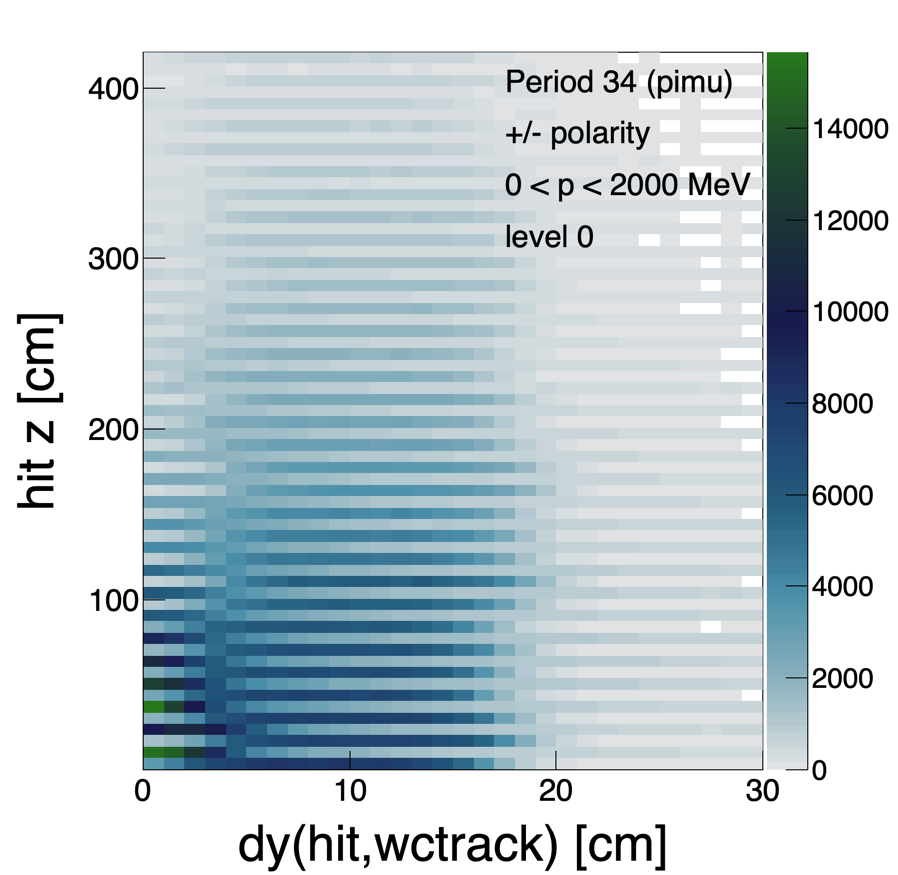 Period 34 (pimu)
+/- polarity
0 < p < 2000 MeV
level 0
400
300
200
100
hit z [cm]
0
10
20
30
dy(hit,wctrack) [cm]
14000
12000
10000
8000
6000
4000
2000
0